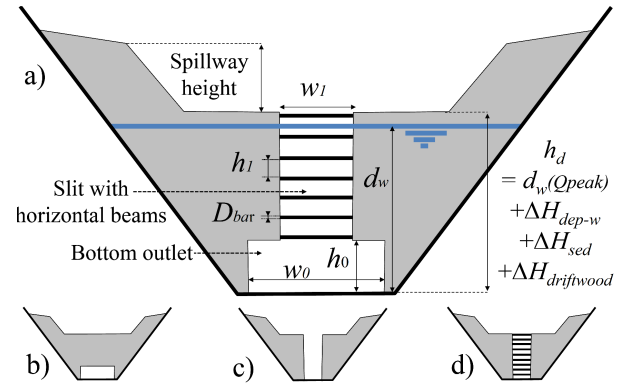 a)
Spillway
height
w1
h1
dw
hd
= dw(Qpeak)
+ΔHdep-w
+ΔHsed
+ΔHdriftwood
Slit with
horizontal beams
Dbar
Bottom outlet
h0
w0
b)
c)
d)